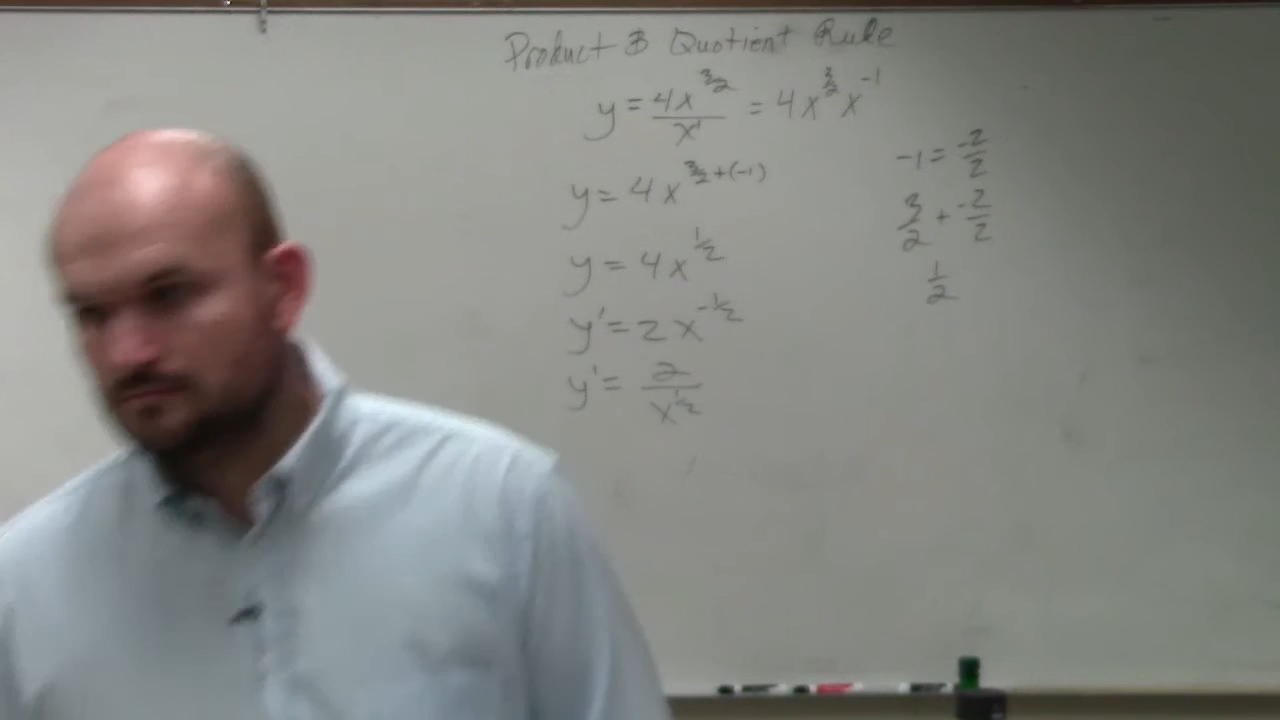 Product & Quotient Rule
y = 4x^(3/2) / x^1 = 4x^(3/2) x^-1
y = 4x^(3/2 + (-1))
y = 4x^(1/2)
y' = 2x^(-1/2)
y' = 2 / x^(1/2)
-1 = -2/2
3/2 + -2/2
1/2